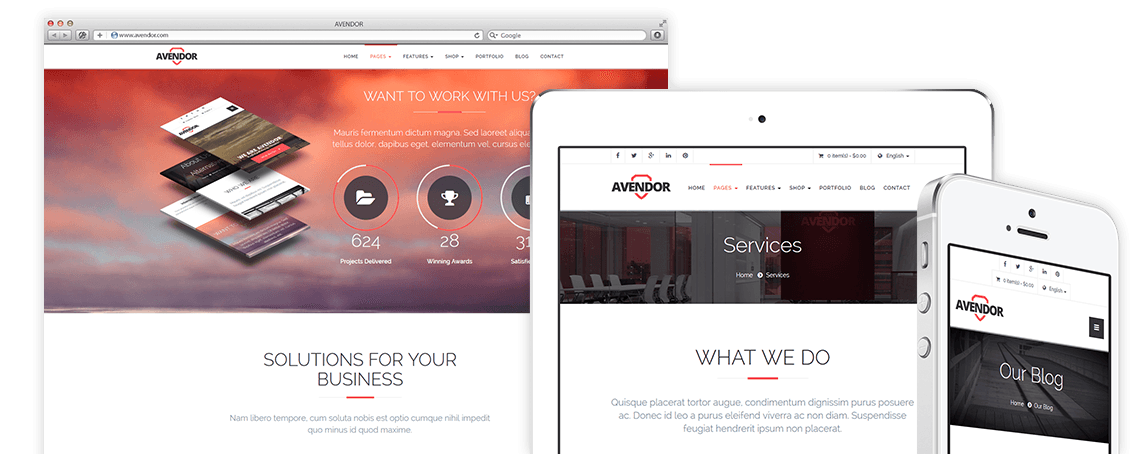 AVENDOR
www.avendor.com
Google
AVENDOR
HOME PAGES FEATURES SHOP PORTFOLIO BLOG CONTACT
WANT TO WORK WITH US?
Mauris fermentum dictum magna. Sed laoreet aliqua
tellus dolor, dapibus eget, elementum vel, cursus ele
AVENDOR
WE ARE AVENDOR
About
WHO WE
624
28
31
Projects Delivered
Winning Awards
Satisfie
SOLUTIONS FOR YOUR
BUSINESS
Nam libero tempore, cum soluta nobis est optio cumque nihil impedit
quo minus id quod maxime.
0 item(s) - $0.00
English
AVENDOR
HOME PAGES FEATURES SHOP PORTFOLIO BLOG CONTACT
AVENDOR
Services
Home Services
WHAT WE DO
Quisque placerat tortor augue, condimentum dignissim purus posuere
ac. Donec id leo a purus eleifend viverra ac non diam. Suspendisse
feugiat hendrerit ipsum non placerat.
0 item(s) - $0.00
English
AVENDOR
Our Blog
Home Our Blog